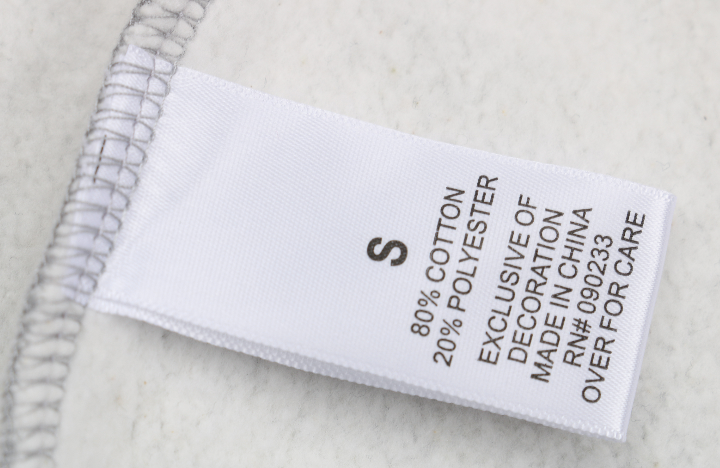 S
80% COTTON
20% POLYESTER
EXCLUSIVE OF
DECORATION
MADE IN CHINA
RN# 090233
OVER FOR CARE